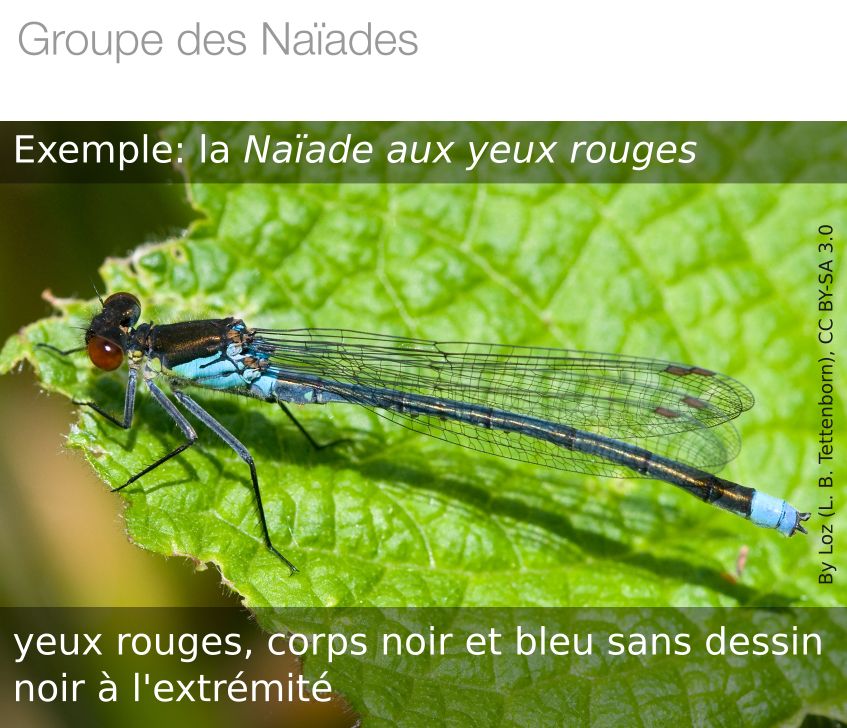 Groupe des Naïades
Exemple: la Naïade aux yeux rouges
By Loz (L. B. Tettenborn), CC BY-SA 3.0
yeux rouges, corps noir et bleu sans dessin
noir à l'extrémité